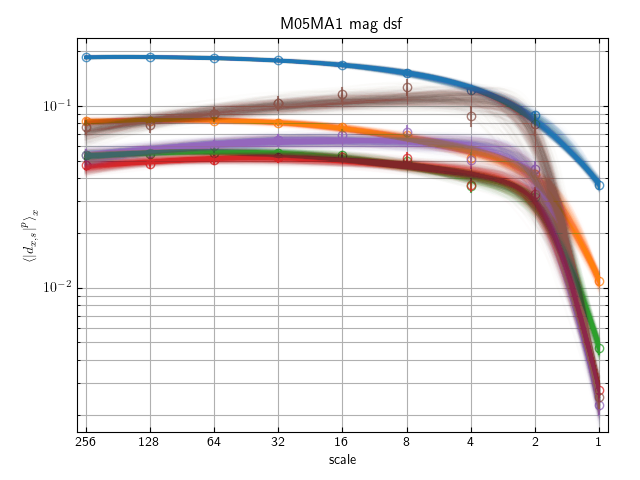 M05MA1 mag dsf
10⁻¹
10⁻²
⟨|d_{x,s}|^p⟩_x
256 128 64 32 16 8 4 2 1
scale